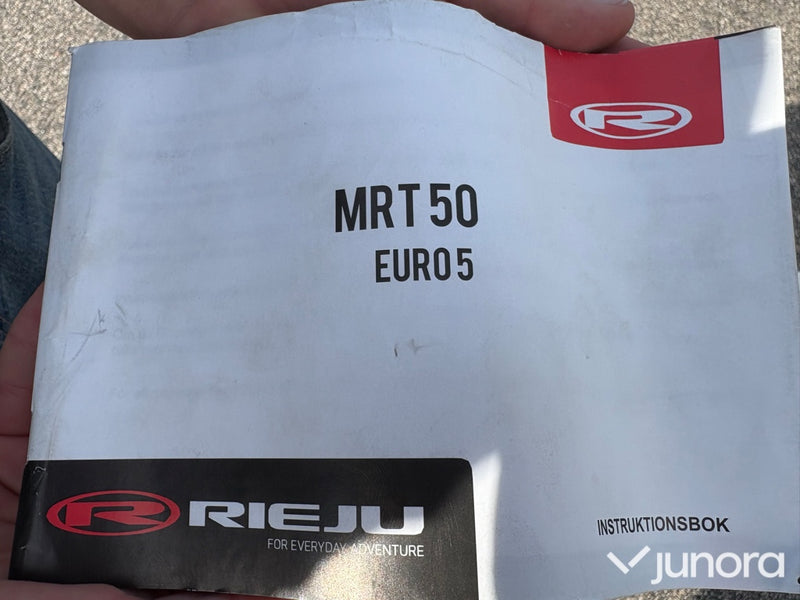 MRT 50
EURO 5
RIEJU
FOR EVERYDAY ADVENTURE
INSTRUKTIONSBOK
junora